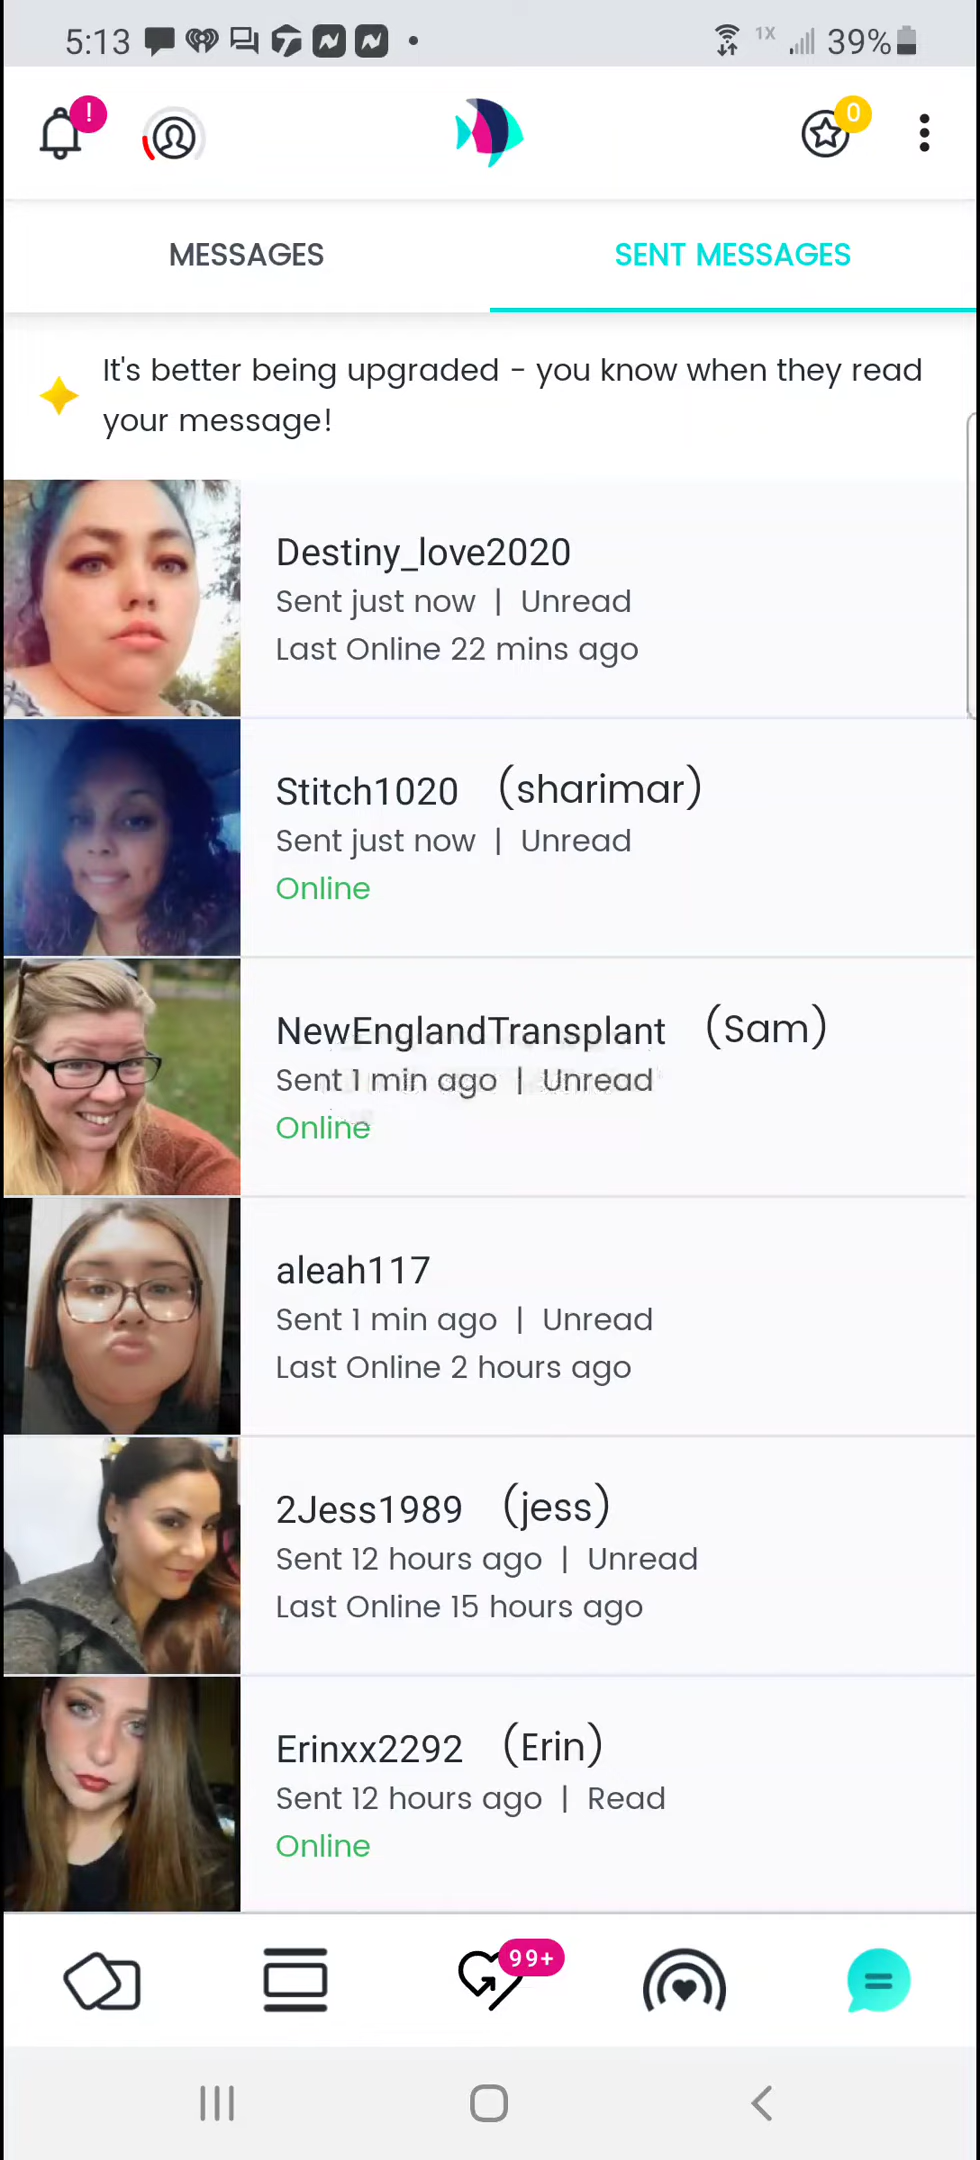 5:13
1X
39%
!
0
MESSAGES
SENT MESSAGES
It's better being upgraded - you know when they read
your message!
Destiny_love2020
Sent just now | Unread
Last Online 22 mins ago
Stitch1020 (sharimar)
Sent just now | Unread
Online
NewEnglandTransplant (Sam)
Sent 1 min ago | Unread
Online
aleah117
Sent 1 min ago | Unread
Last Online 2 hours ago
2Jess1989 (jess)
Sent 12 hours ago | Unread
Last Online 15 hours ago
Erinxx2292 (Erin)
Sent 12 hours ago | Read
Online
99+